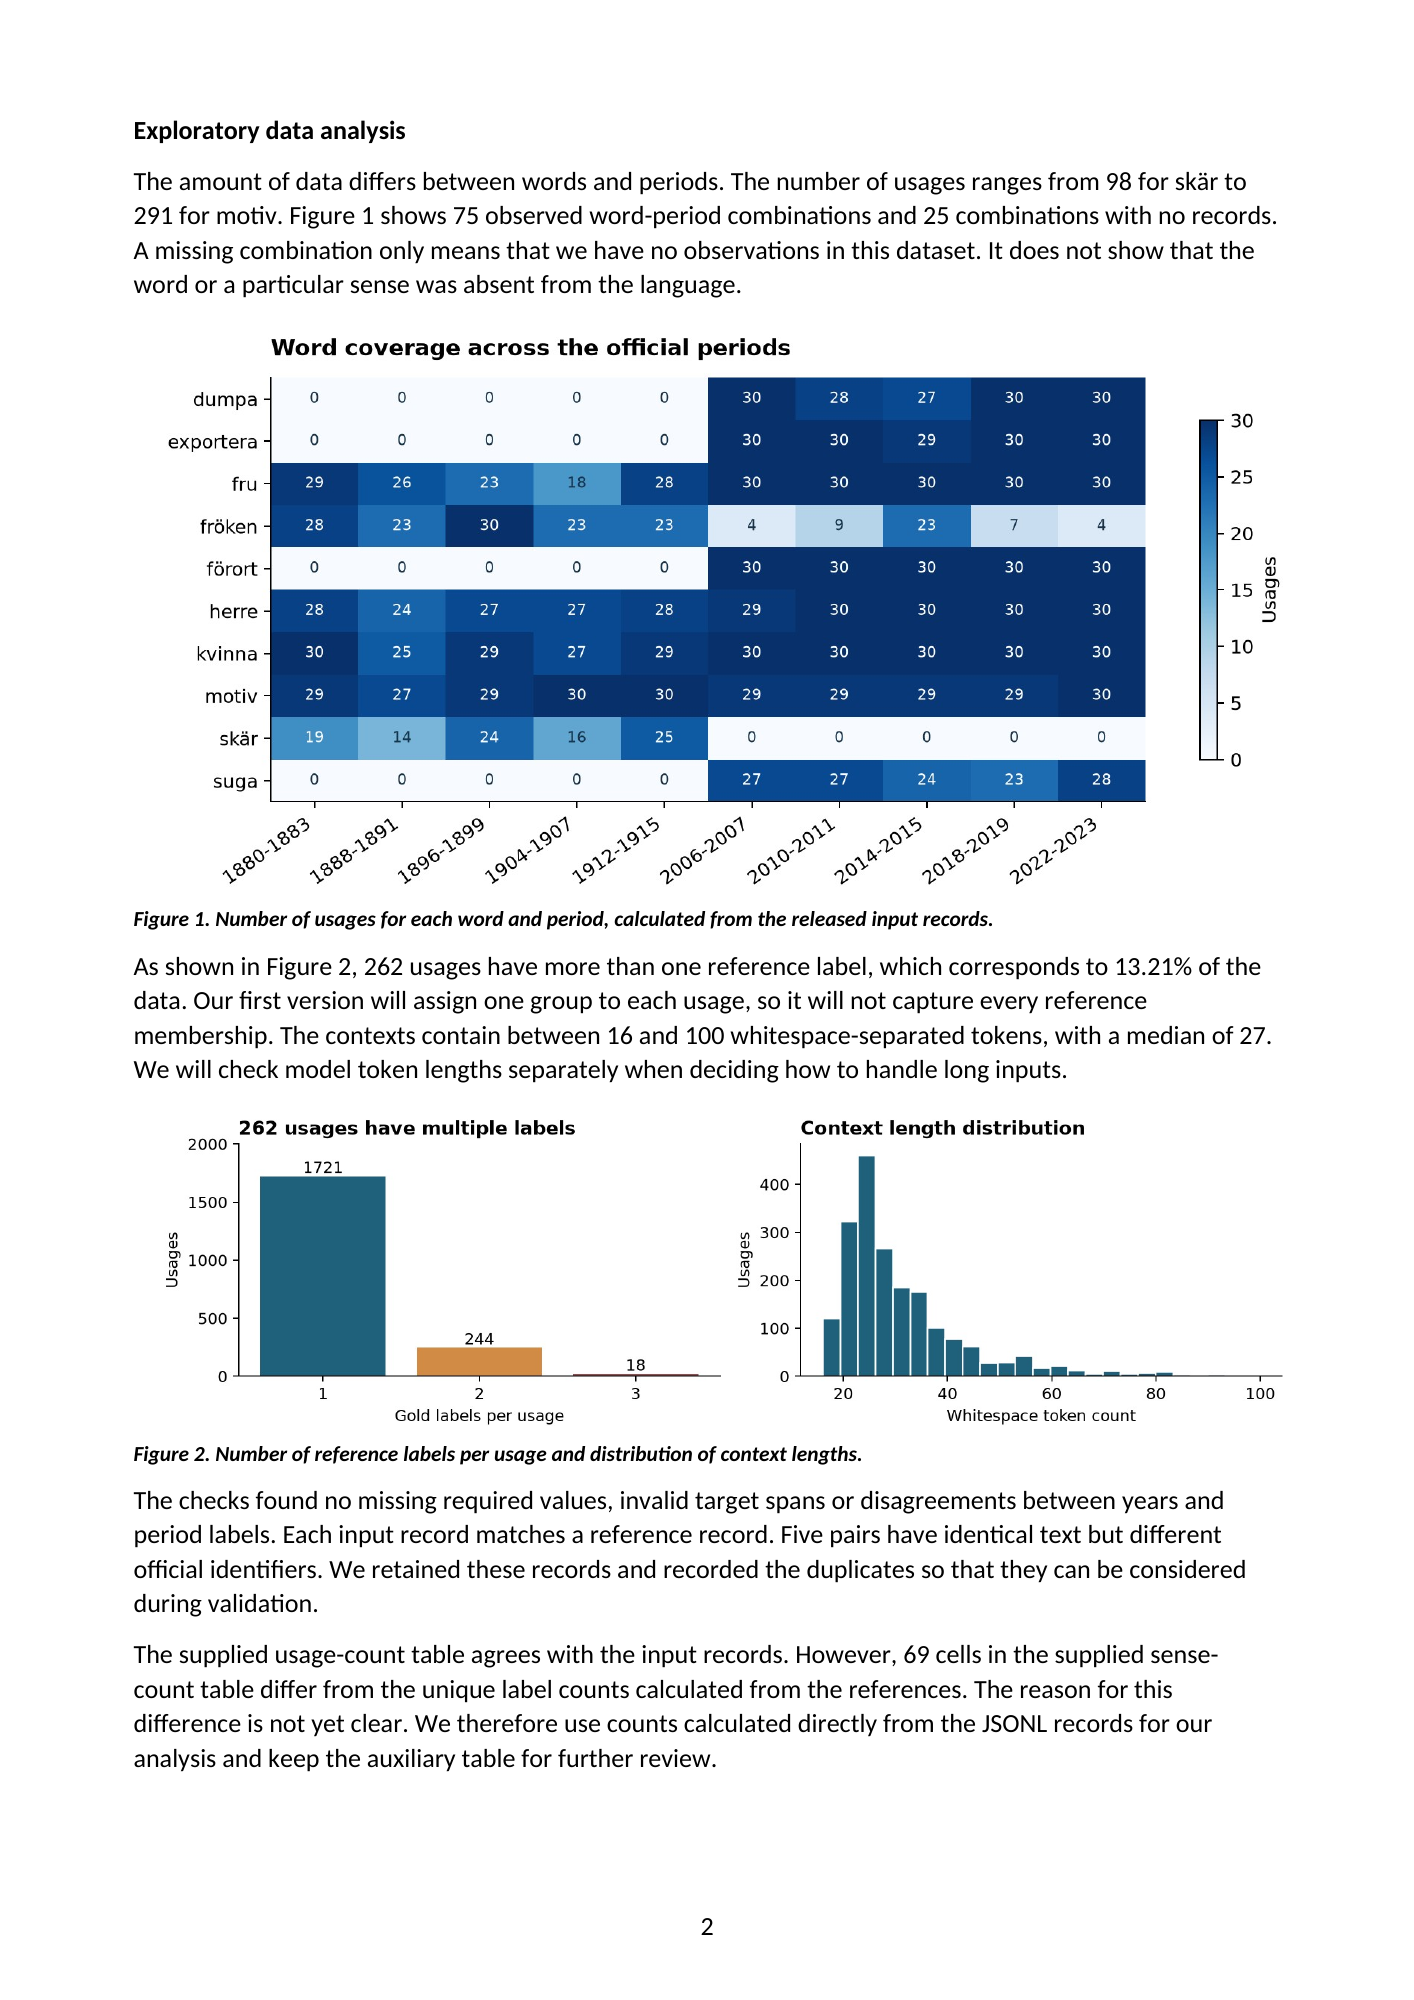 Exploratory data analysis
The amount of data differs between words and periods. The number of usages ranges from 98 for skär to
291 for motiv. Figure 1 shows 75 observed word-period combinations and 25 combinations with no records.
A missing combination only means that we have no observations in this dataset. It does not show that the
word or a particular sense was absent from the language.
Word coverage across the official periods
dumpa 0 0 0 0 0 30 28 27 30 30
exportera 0 0 0 0 0 30 30 29 30 30
fru 29 26 23 18 28 30 30 30 30 30
fröken 28 23 30 23 23 4 9 23 7 4
förort 0 0 0 0 0 30 30 30 30 30
herre 28 24 27 27 28 29 30 30 30 30
kvinna 30 25 29 27 29 30 30 30 30 30
motiv 29 27 29 30 30 29 29 29 29 30
skär 19 14 24 16 25 0 0 0 0 0
suga 0 0 0 0 0 27 27 24 23 28
1880-1883 1888-1891 1896-1899 1904-1907 1912-1915 2006-2007 2010-2011 2014-2015 2018-2019 2022-2023
30
25
20
15
10
5
0
Usages
Figure 1. Number of usages for each word and period, calculated from the released input records.
As shown in Figure 2, 262 usages have more than one reference label, which corresponds to 13.21% of the
data. Our first version will assign one group to each usage, so it will not capture every reference
membership. The contexts contain between 16 and 100 whitespace-separated tokens, with a median of 27.
We will check model token lengths separately when deciding how to handle long inputs.
262 usages have multiple labels
2000
1500
1000
500
0
Usages
1721
244
18
1 2 3
Gold labels per usage
Context length distribution
400
300
200
100
0
Usages
20 40 60 80 100
Whitespace token count
Figure 2. Number of reference labels per usage and distribution of context lengths.
The checks found no missing required values, invalid target spans or disagreements between years and
period labels. Each input record matches a reference record. Five pairs have identical text but different
official identifiers. We retained these records and recorded the duplicates so that they can be considered
during validation.
The supplied usage-count table agrees with the input records. However, 69 cells in the supplied sense-
count table differ from the unique label counts calculated from the references. The reason for this
difference is not yet clear. We therefore use counts calculated directly from the JSONL records for our
analysis and keep the auxiliary table for further review.
2